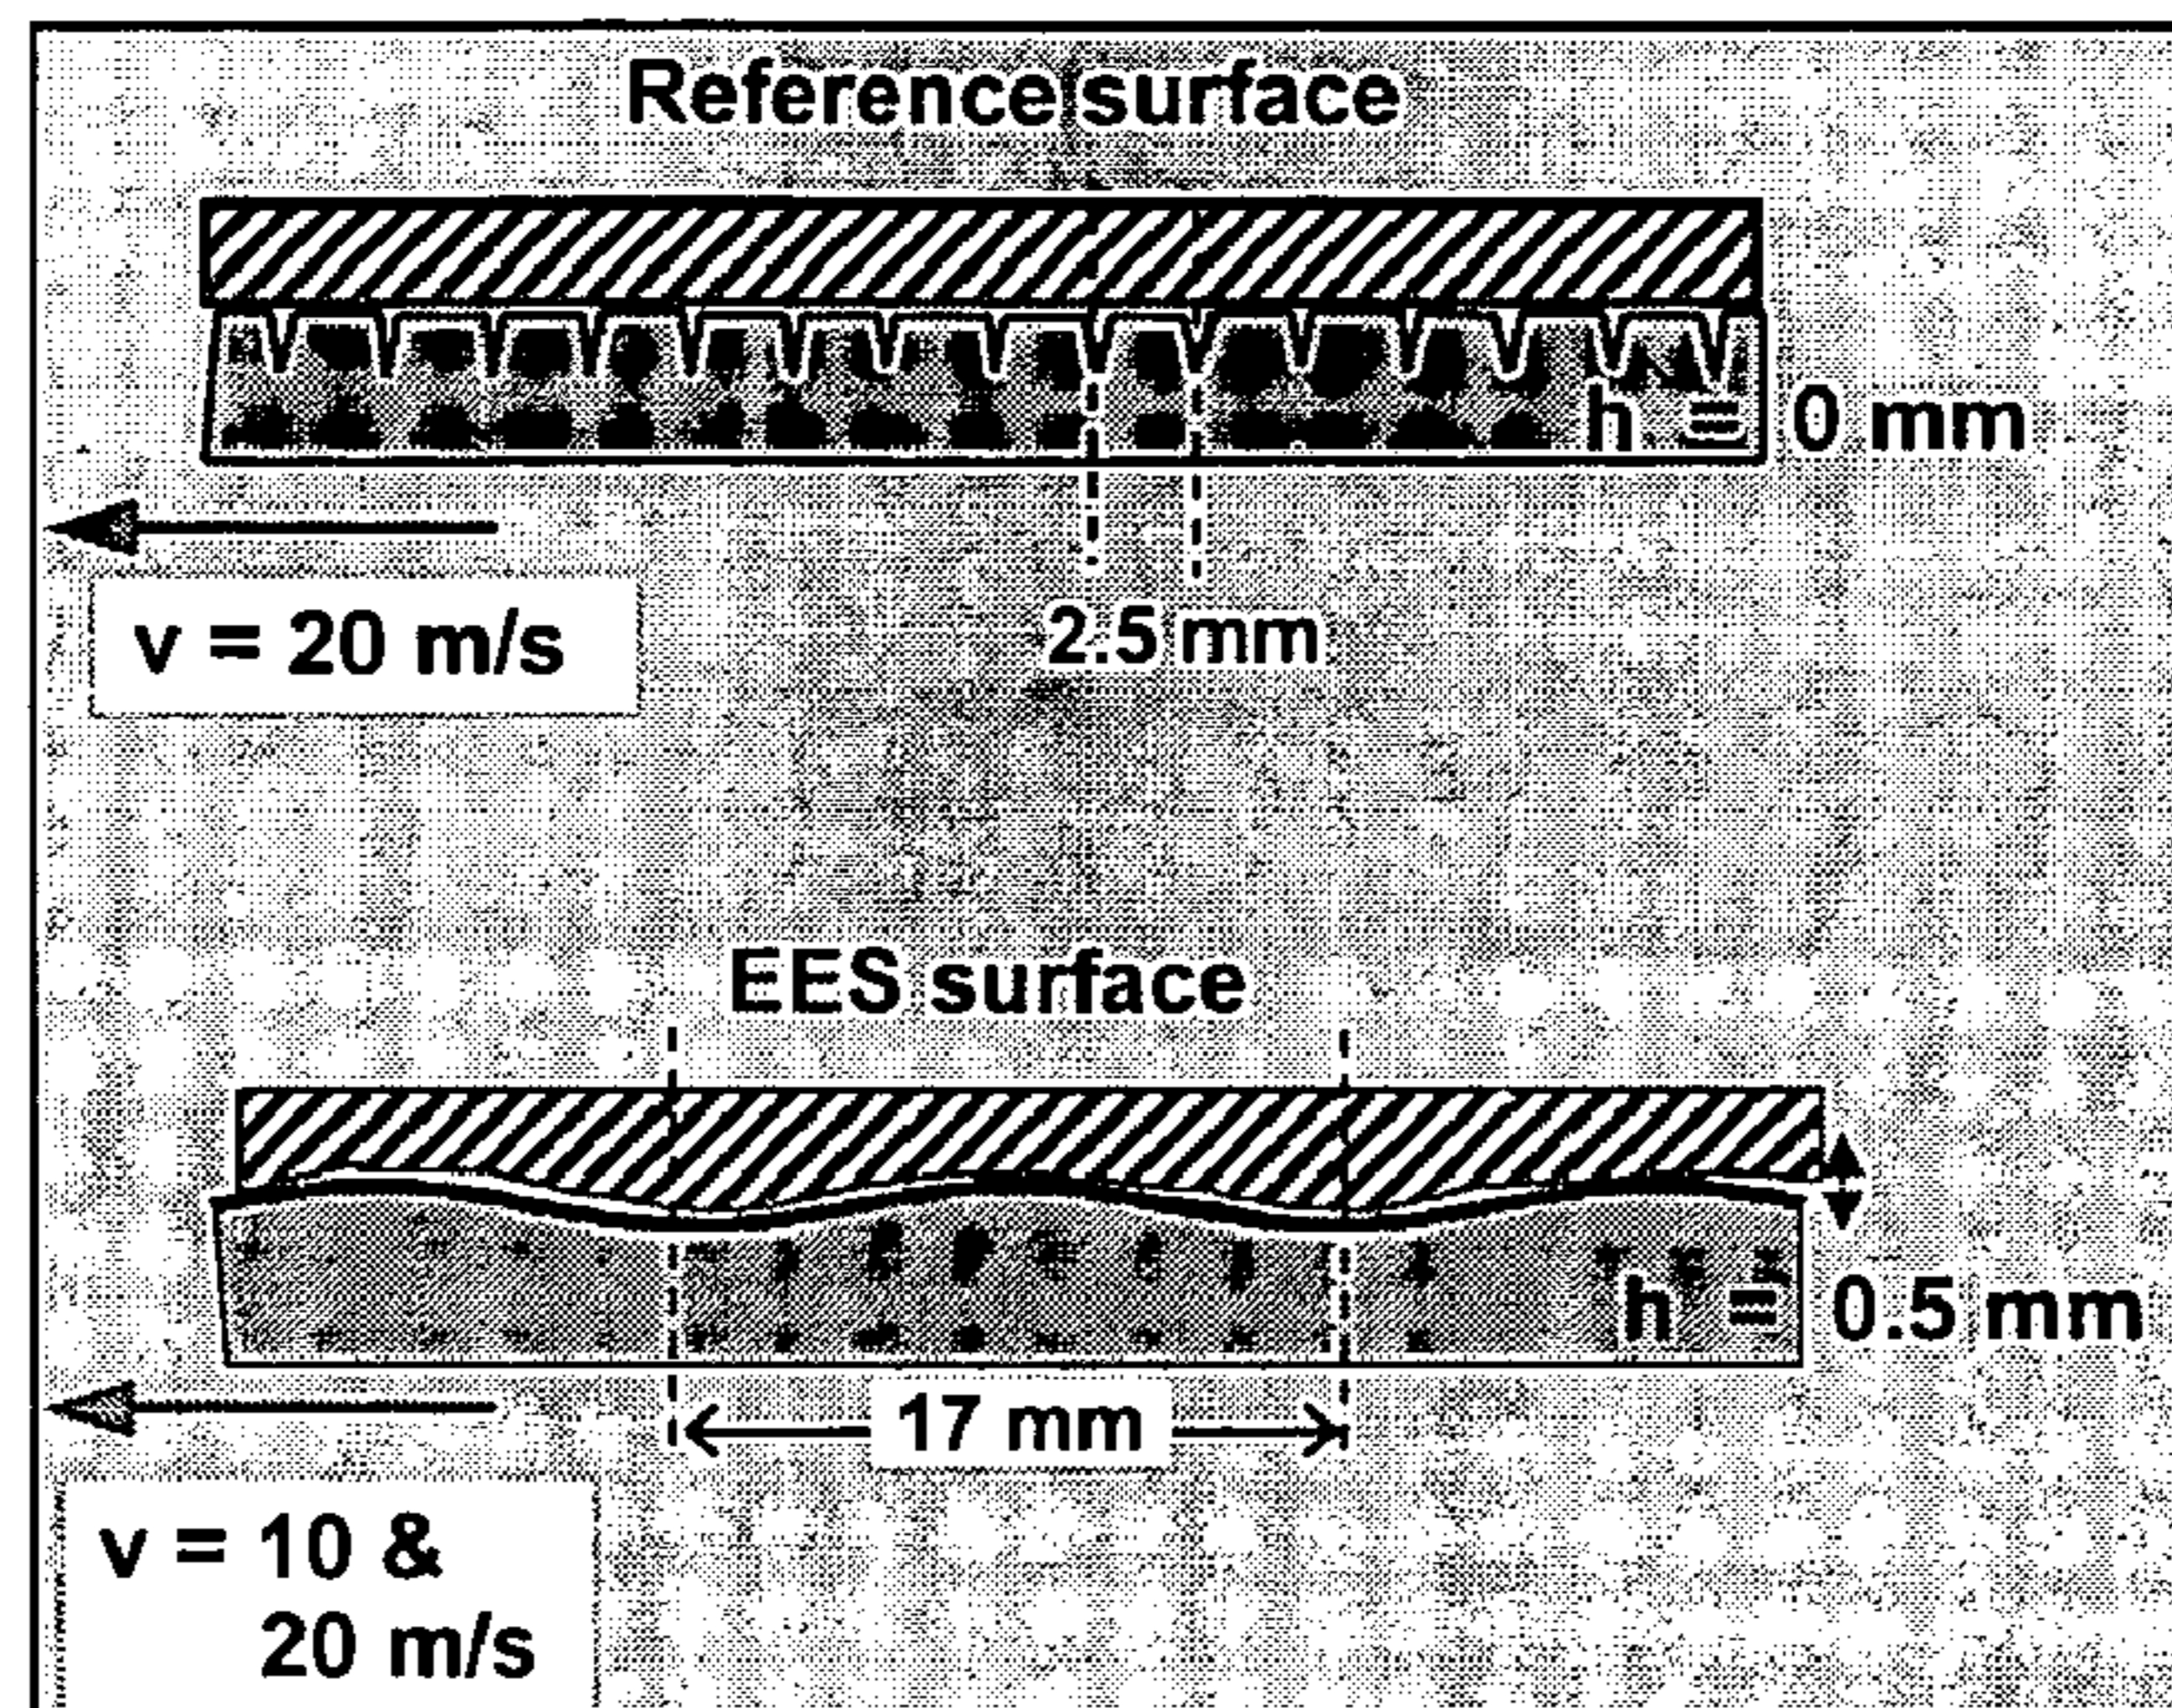 Reference surface
h = 0 mm
v = 20 m/s
2.5 mm
EES surface
h = 0.5 mm
17 mm
v = 10 &
20 m/s